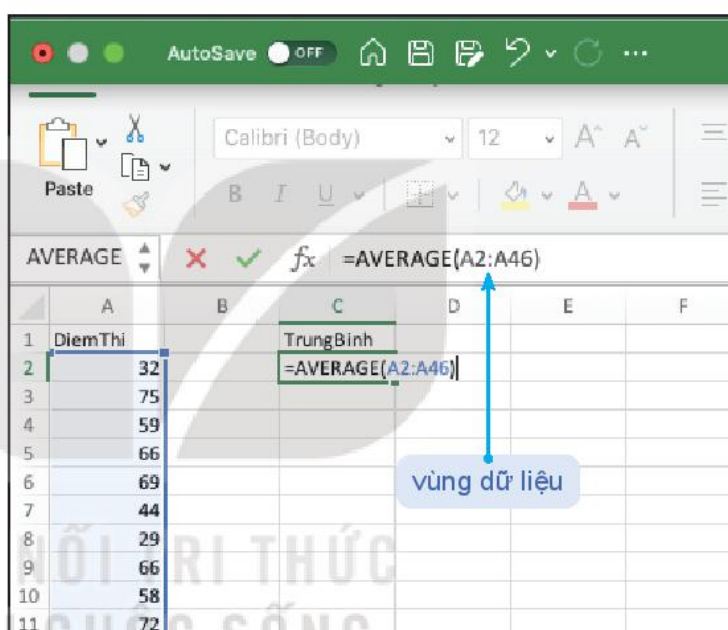 AutoSave OFF
Calibri (Body) 12 A^ A˅
Paste B I U A
AVERAGE fx =AVERAGE(A2:A46)
A B C D E F
1 DiemThi TrungBinh
2 32 =AVERAGE(A2:A46)
3 75
4 59
5 66
6 69
vùng dữ liệu
7 44
8 29
NỐI TRI THỨC
9 66
10 58
11 72
CUỘC SỐNG